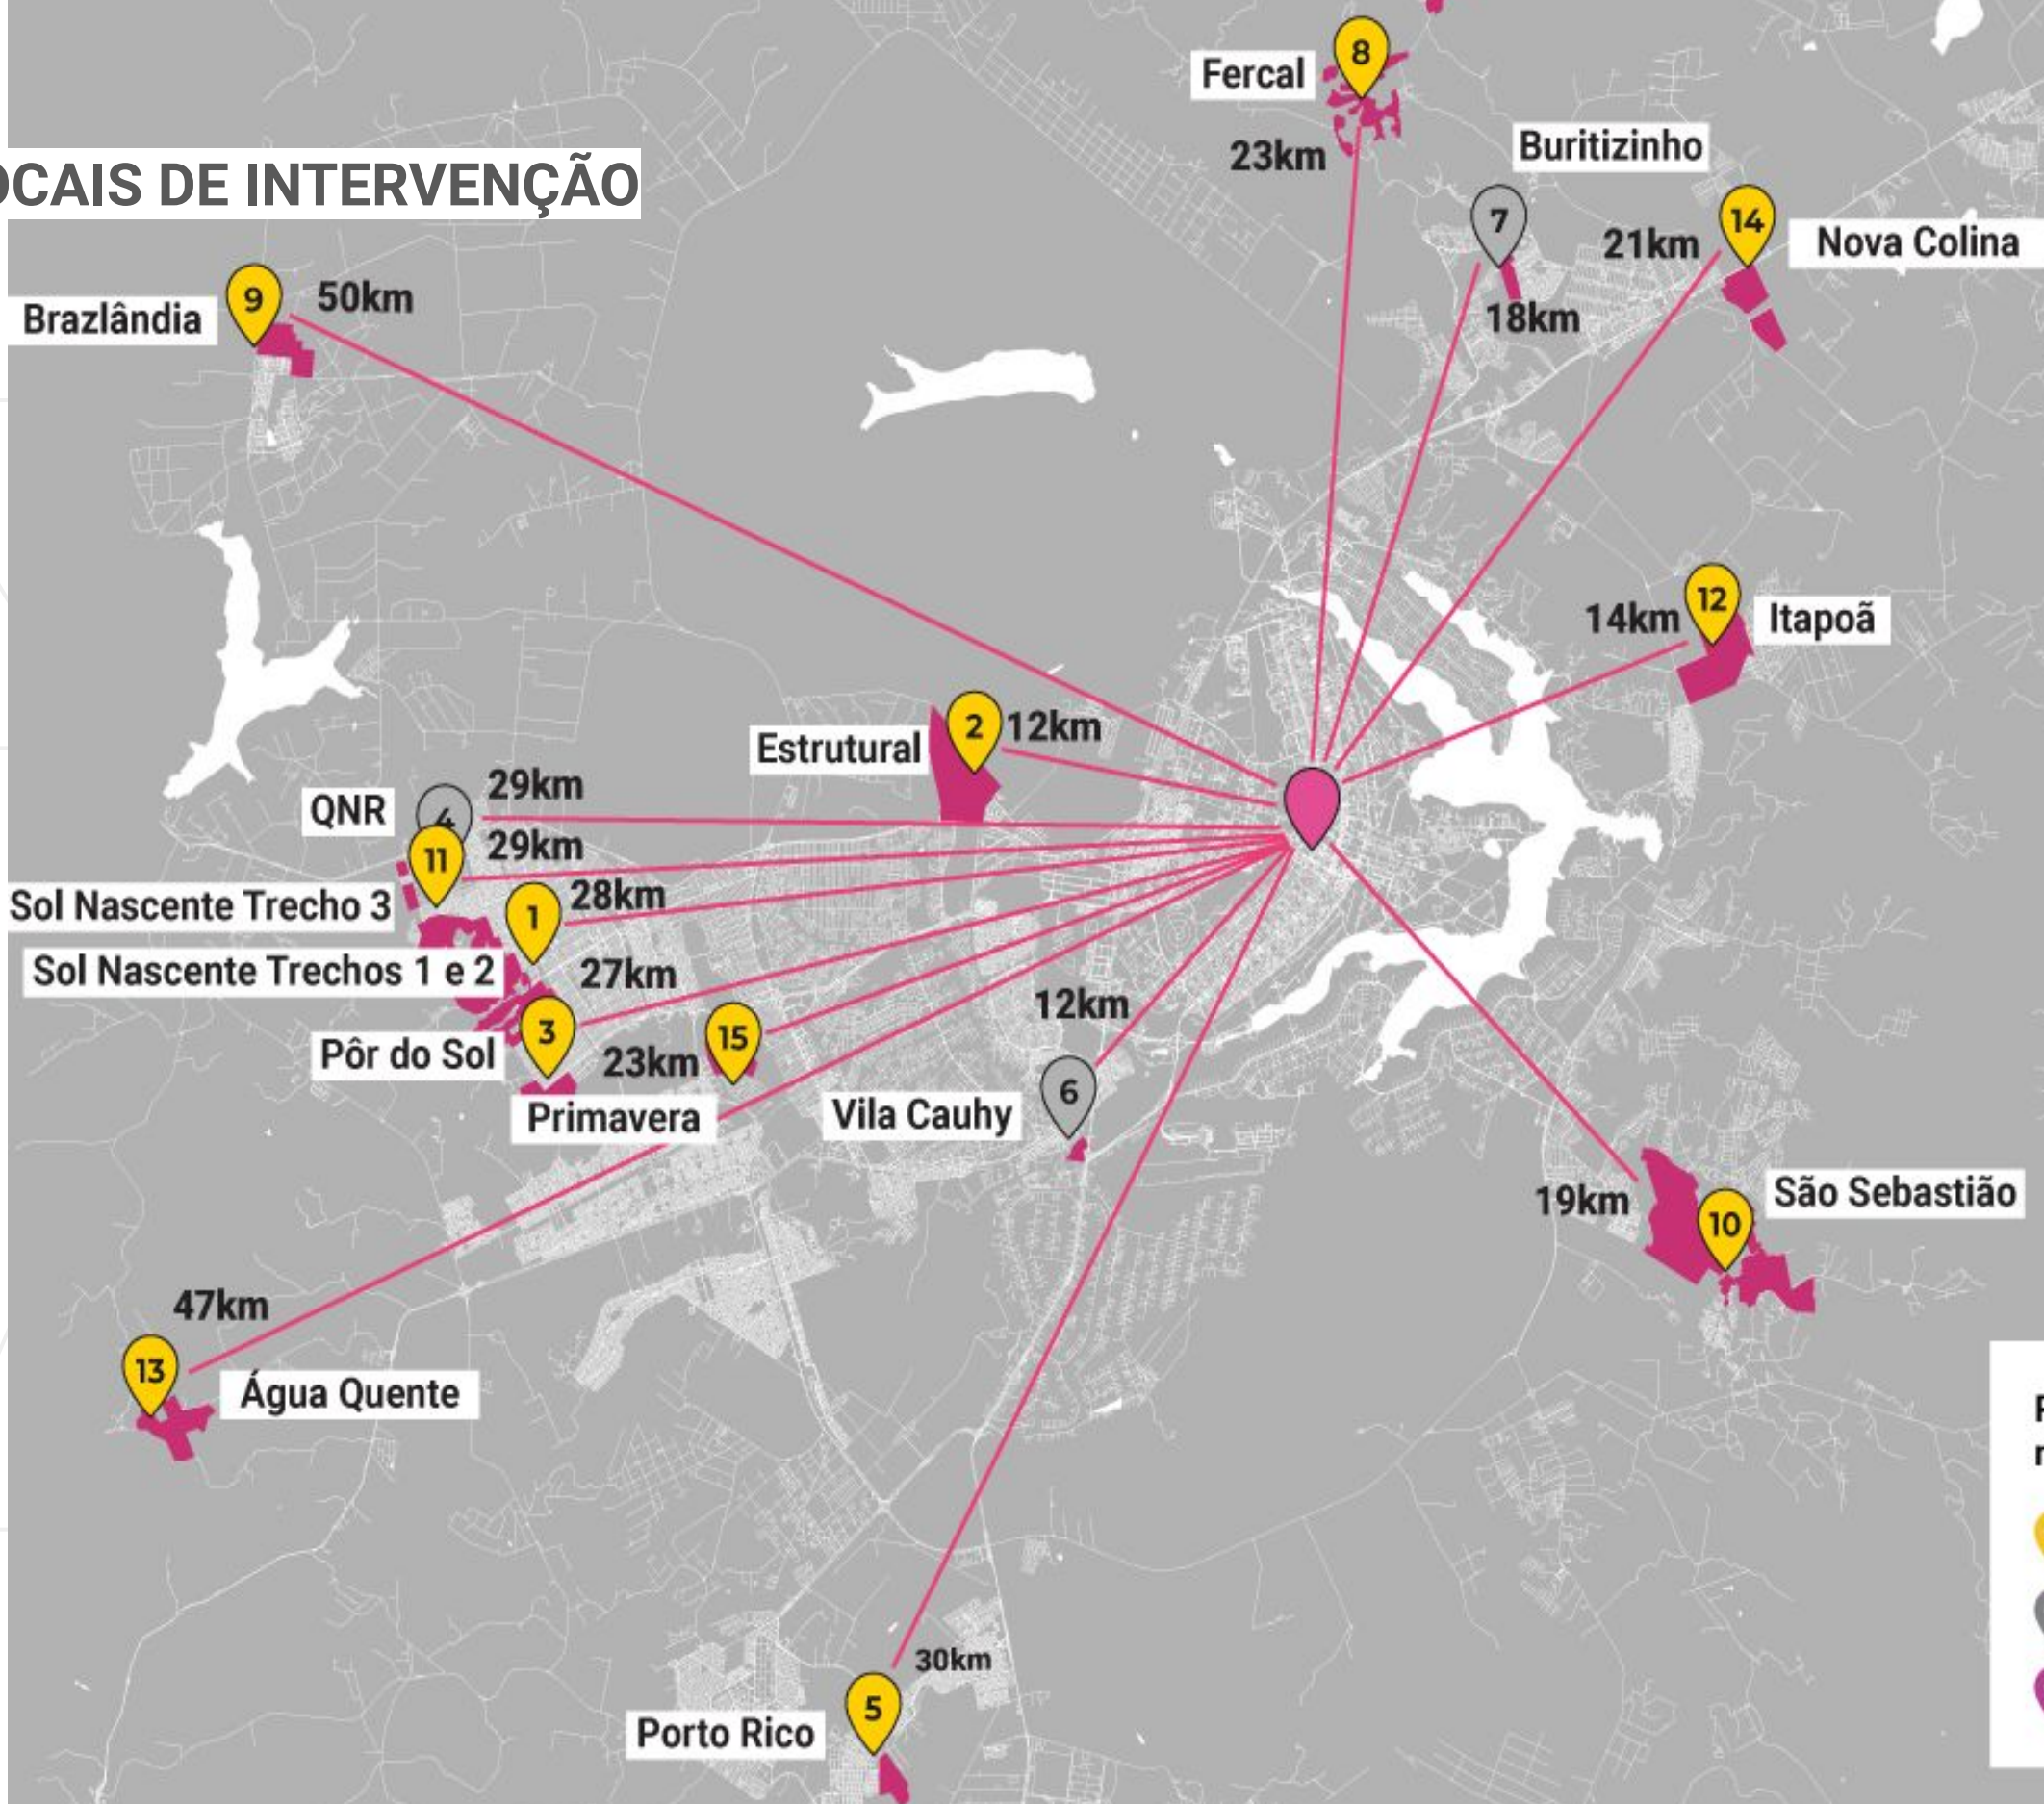 8
Fercal
23km
Buritizinho
OCAIS DE INTERVENÇÃO
7
14
21km
Nova Colina
18km
9
50km
Brazlândia
12
14km
Itapoã
2
12km
Estrutural
29km
QNR
4
29km
11
28km
Sol Nascente Trecho 3
1
27km
Sol Nascente Trechos 1 e 2
12km
3
15
Pôr do Sol
23km
6
Primavera
Vila Cauhy
19km
São Sebastião
10
47km
13
Água Quente
30km
5
Porto Rico